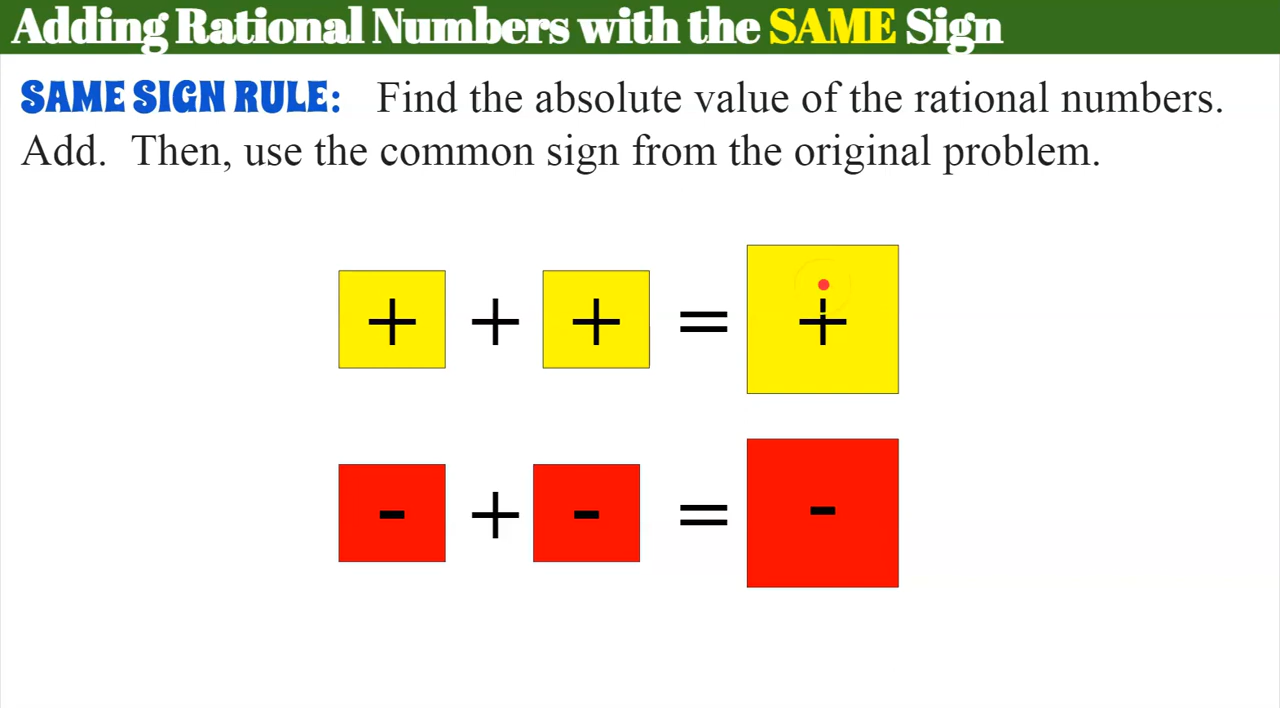 Adding Rational Numbers with the SAME Sign
SAME SIGN RULE: Find the absolute value of the rational numbers.
Add. Then, use the common sign from the original problem.
+ + + = +
- + - = -